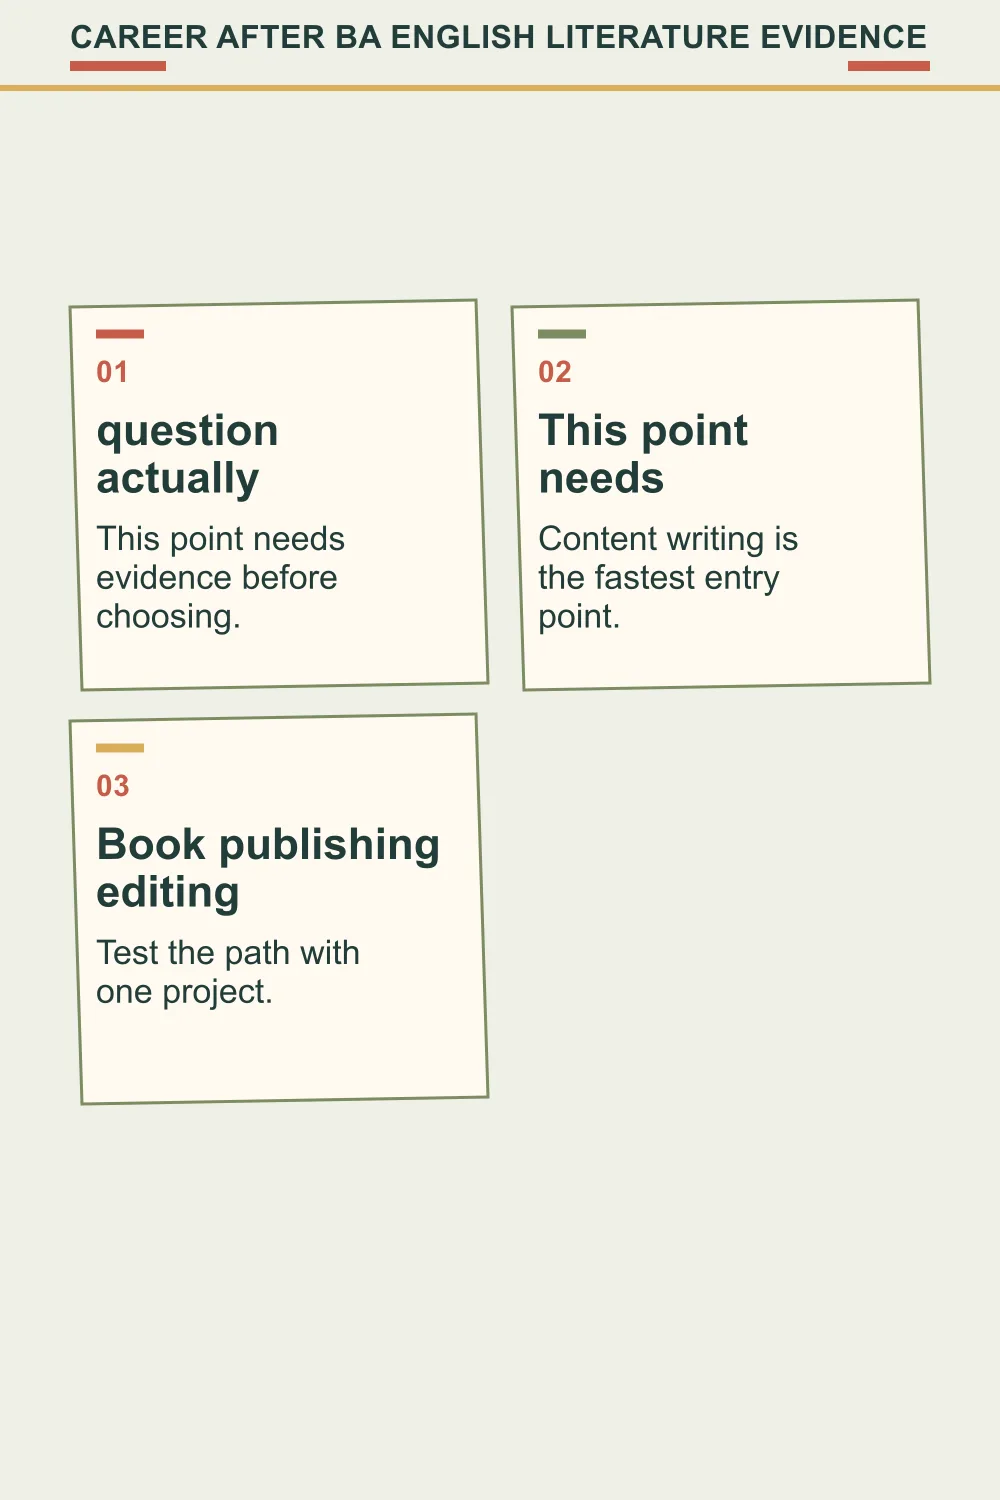 CAREER AFTER BA ENGLISH LITERATURE EVIDENCE
01
question
actually
This point needs
evidence before
choosing.
02
This point
needs
Content writing is
the fastest entry
point.
03
Book publishing
editing
Test the path with
one project.